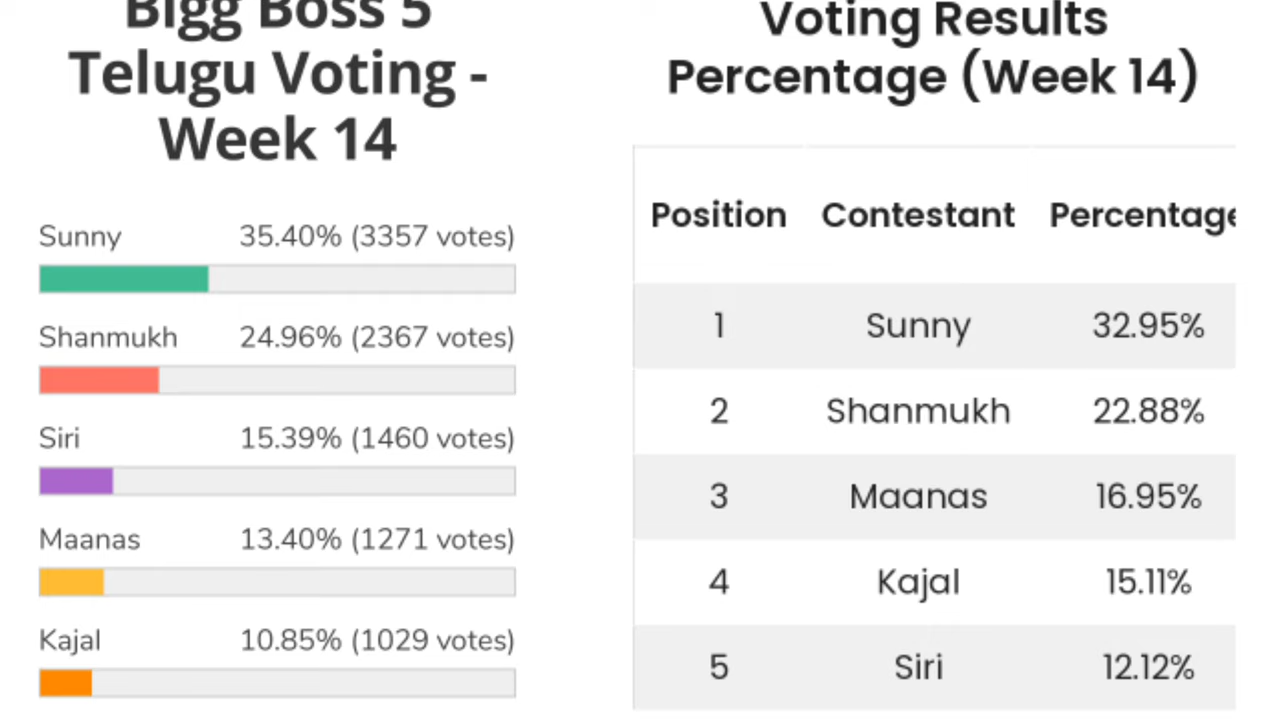 Bigg Boss 5
Telugu Voting -
Week 14
Sunny 35.40% (3357 votes)
Shanmukh 24.96% (2367 votes)
Siri 15.39% (1460 votes)
Maanas 13.40% (1271 votes)
Kajal 10.85% (1029 votes)
Voting Results
Percentage (Week 14)
Position Contestant Percentage
1 Sunny 32.95%
2 Shanmukh 22.88%
3 Maanas 16.95%
4 Kajal 15.11%
5 Siri 12.12%